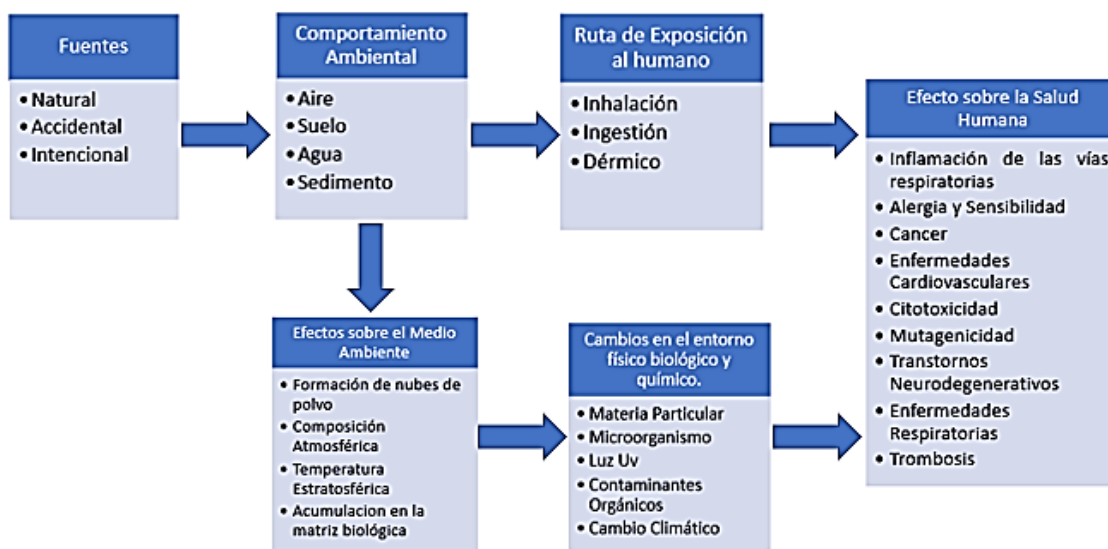 Fuentes
• Natural
• Accidental
• Intencional
Comportamiento
Ambiental
• Aire
• Suelo
• Agua
• Sedimento
Ruta de Exposición
al humano
• Inhalación
• Ingestión
• Dérmico
Efecto sobre la Salud
Humana
• Inflamación de las vías
respiratorias
• Alergia y Sensibilidad
• Cancer
• Enfermedades
Cardiovasculares
• Citotoxicidad
• Mutagenicidad
• Transtornos
Neurodegenerativos
• Enfermedades
Respiratorias
• Trombosis
Efectos sobre el Medio
Ambiente
• Formación de nubes de
polvo
• Composición
Atmosférica
• Temperatura
Estratosférica
• Acumulacion en la
matriz biológica
Cambios en el entorno
físico biológico y
químico.
• Materia Particular
• Microorganismo
• Luz Uv
• Contaminantes
Orgánicos
• Cambio Climático